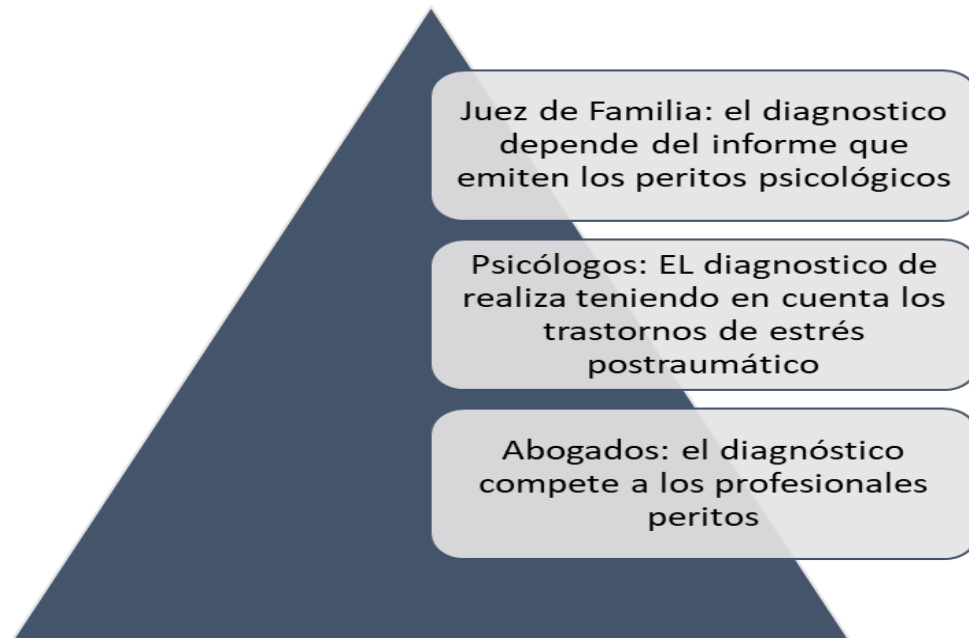 Juez de Familia: el diagnostico
depende del informe que
emiten los peritos psicológicos
Psicólogos: EL diagnostico de
realiza teniendo en cuenta los
trastornos de estrés
postraumático
Abogados: el diagnóstico
compete a los profesionales
peritos